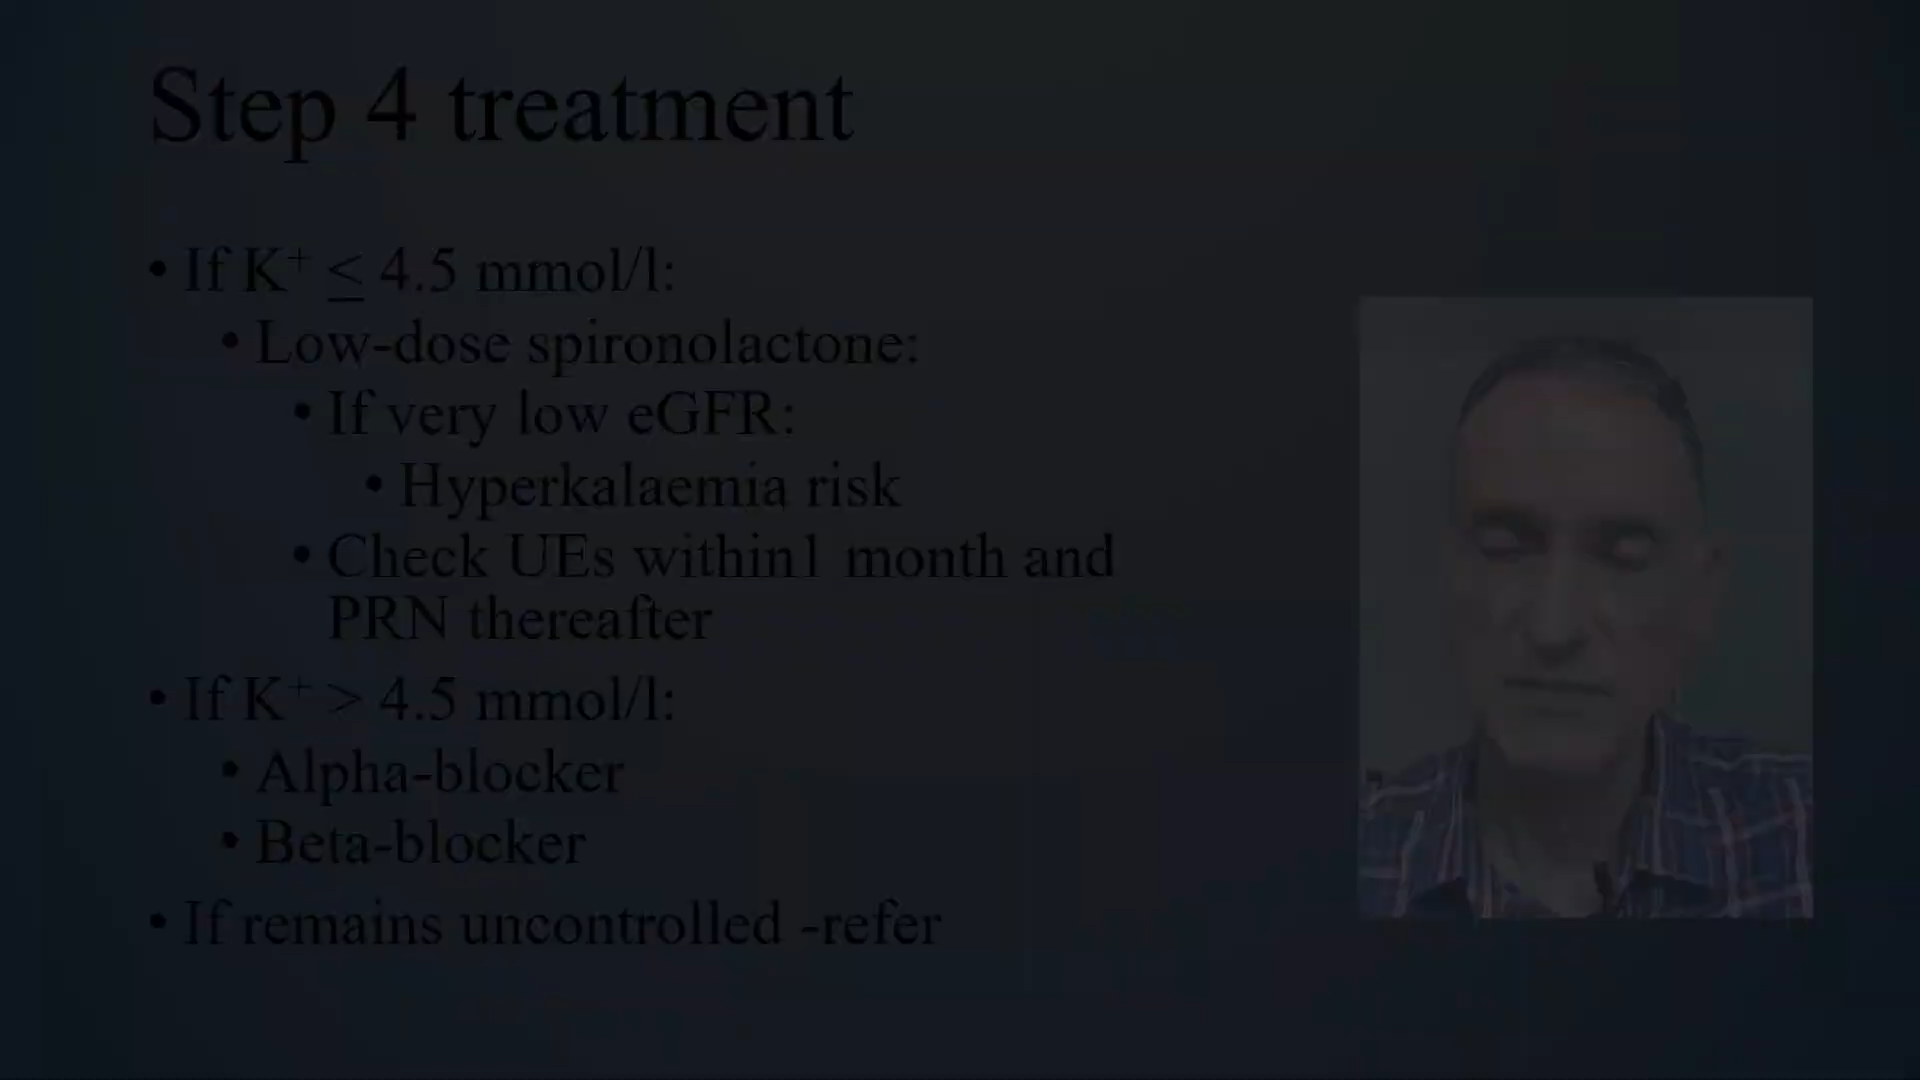 Step 4 treatment
• If K⁺ ≤ 4.5 mmol/l:
• Low-dose spironolactone:
• If very low eGFR:
• Hyperkalaemia risk
• Check UEs within1 month and
PRN thereafter
• If K⁺ > 4.5 mmol/l:
• Alpha-blocker
• Beta-blocker
• If remains uncontrolled -refer